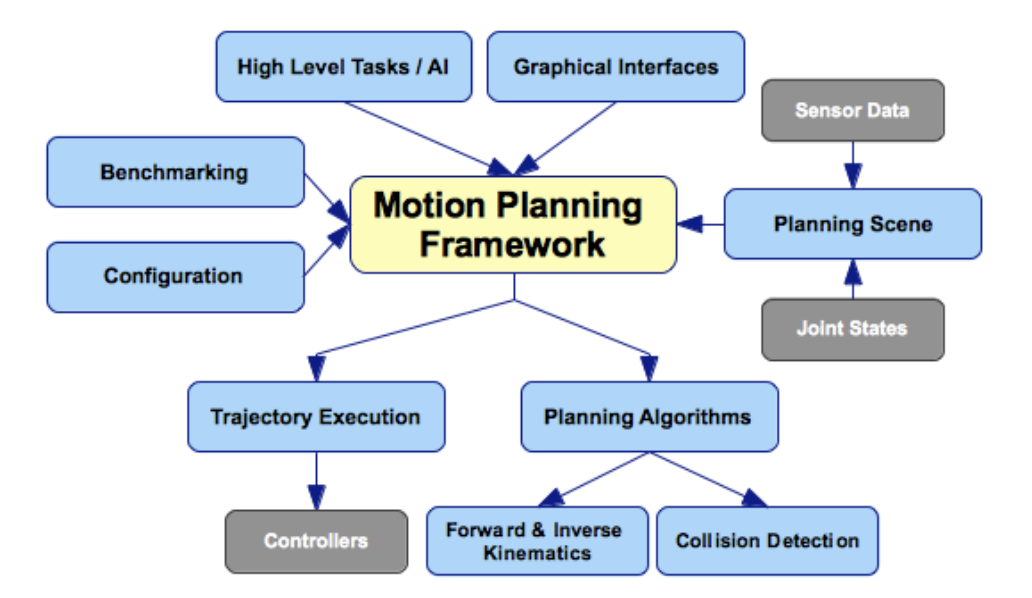 High Level Tasks / AI
Graphical Interfaces
Sensor Data
Benchmarking
Motion Planning
Framework
Planning Scene
Configuration
Joint States
Trajectory Execution
Planning Algorithms
Controllers
Forward & Inverse
Kinematics
Collision Detection